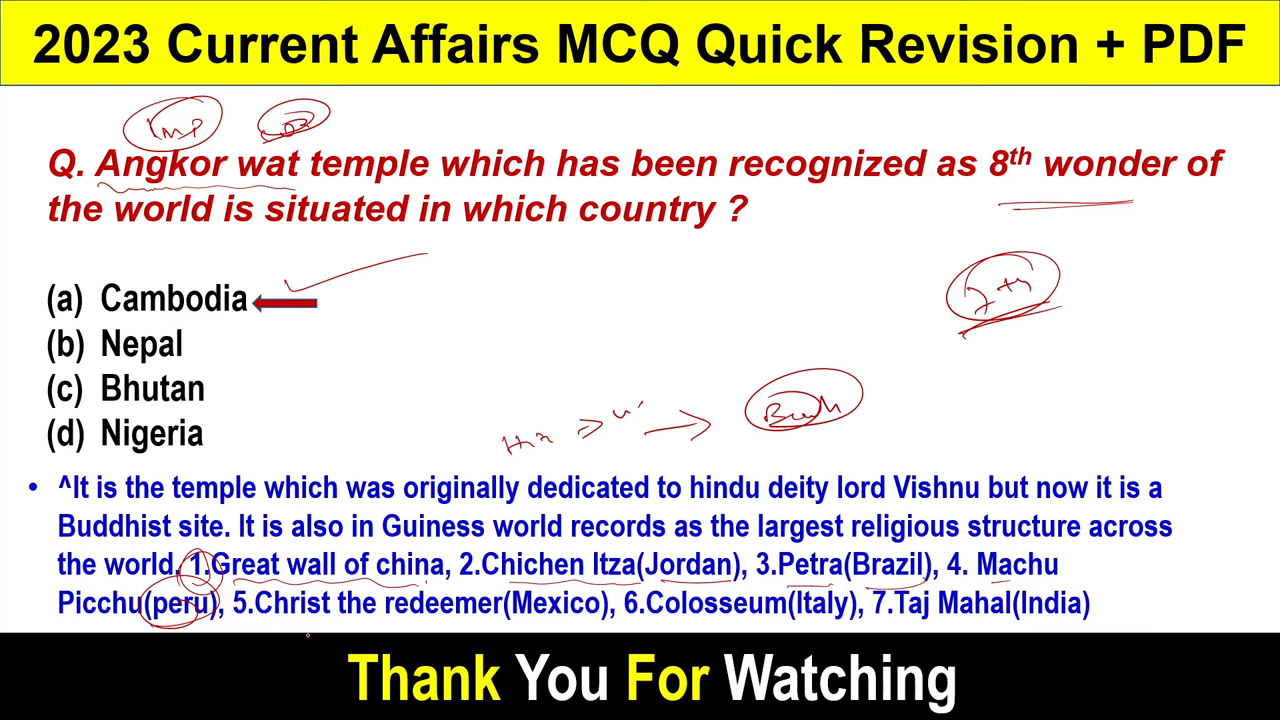 2023 Current Affairs MCQ Quick Revision + PDF
Imp
Q. Angkor wat temple which has been recognized as 8th wonder of
the world is situated in which country ?
7th
(a) Cambodia
(b) Nepal
(c) Bhutan
(d) Nigeria
• ^It is the temple which was originally dedicated to hindu deity lord Vishnu but now it is a
Buddhist site. It is also in Guiness world records as the largest religious structure across
the world. 1.Great wall of china, 2.Chichen Itza(Jordan), 3.Petra(Brazil), 4. Machu
Picchu(peru), 5.Christ the redeemer(Mexico), 6.Colosseum(Italy), 7.Taj Mahal(India)
Thank You For Watching